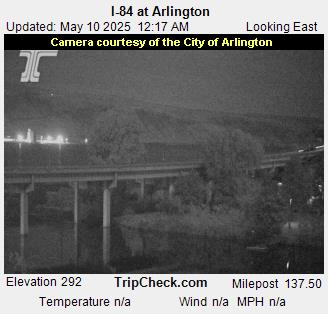 I-84 at Arlington
Updated: May 10 2025 12:17 AM Looking East
Camera courtesy of the City of Arlington
Elevation 292 TripCheck.com Milepost 137.50
Temperature n/a Wind n/a MPH n/a